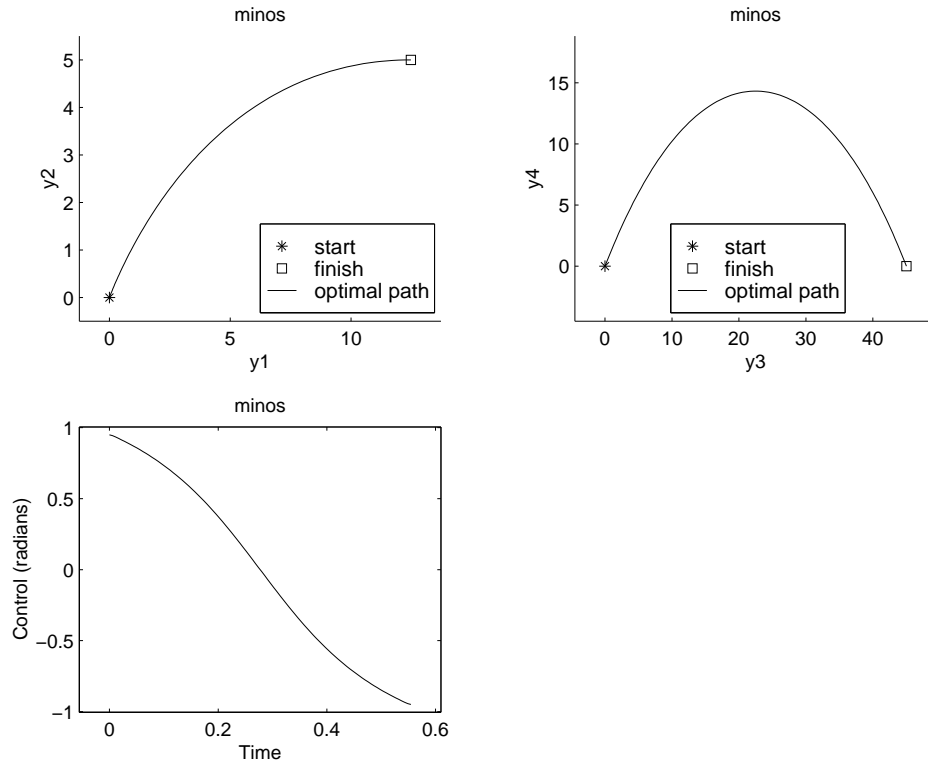 minos
5
4
3
2
1
0
y2
0
5
10
y1
start
finish
optimal path
minos
15
10
5
0
y4
0
10
20
30
40
y3
start
finish
optimal path
minos
1
0.5
0
−0.5
−1
Control (radians)
0
0.2
0.4
0.6
Time